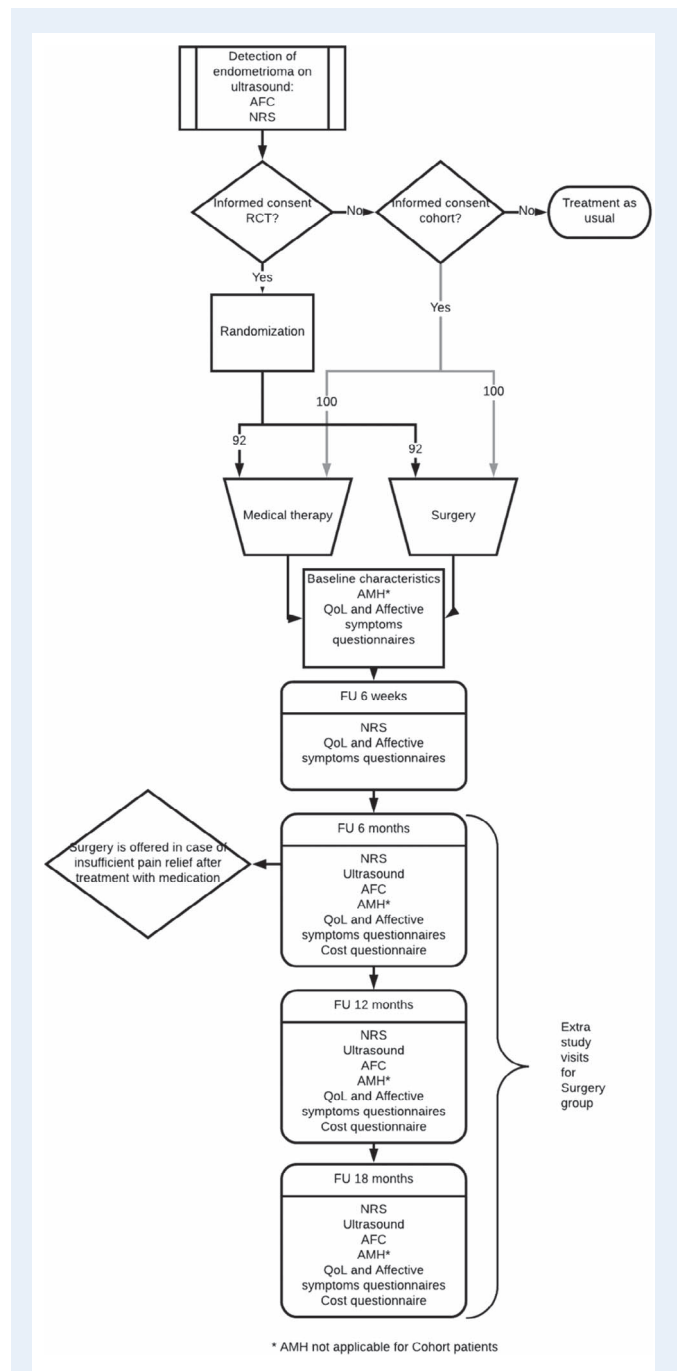 Detection of
endometrioma on
ultrasound:
AFC
NRS
Informed consent
RCT?
No
Informed consent
cohort?
No
Treatment as
usual
Yes
Yes
Randomization
100
100
92
92
Medical therapy
Surgery
Baseline characteristics
AMH*
QoL and Affective
symptoms
questionnaires
FU 6 weeks
NRS
QoL and Affective
symptoms questionnaires
FU 6 months
NRS
Ultrasound
AFC
AMH*
QoL and Affective
symptoms questionnaires
Cost questionnaire
Surgery is offered in case of
insufficient pain relief after
treatment with medication
FU 12 months
NRS
Ultrasound
AFC
AMH*
QoL and Affective
symptoms questionnaires
Cost questionnaire
Extra
study
visits
for
Surgery
group
FU 18 months
NRS
Ultrasound
AFC
AMH*
QoL and Affective
symptoms questionnaires
Cost questionnaire
* AMH not applicable for Cohort patients